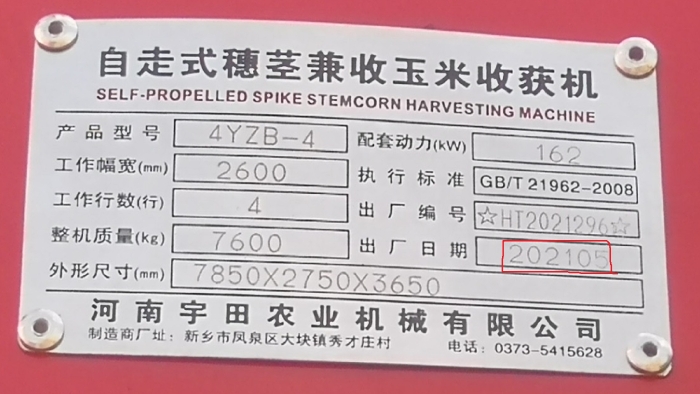 自走式穗茎兼收玉米收获机
SELF-PROPELLED SPIKE STEMCORN HARVESTING MACHINE
产品型号 4YZB-4 配套动力(kW) 162
工作幅宽(mm) 2600 执行标准 GB/T 21962-2008
工作行数(行) 4 出厂编号 ☆HT2021296☆
整机质量(kg) 7600 出厂日期 202105
外形尺寸(mm) 7850X2750X3650
河南宇田农业机械有限公司
制造商厂址: 新乡市凤泉区大块镇秀才庄村 电话: 0373-5415628